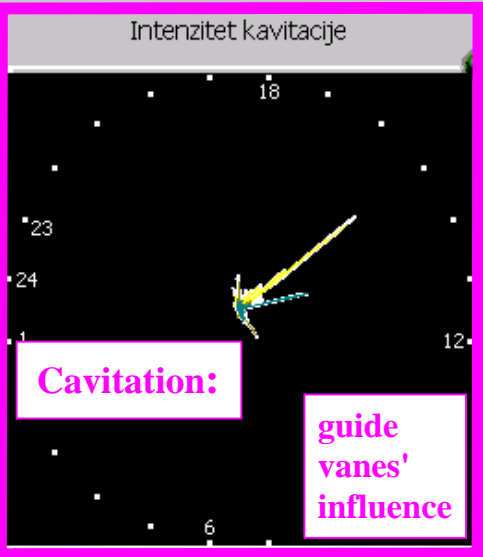 Intenzitet kavitacije
18
23
24
1
12
Cavitation:
guide
vanes'
influence
6